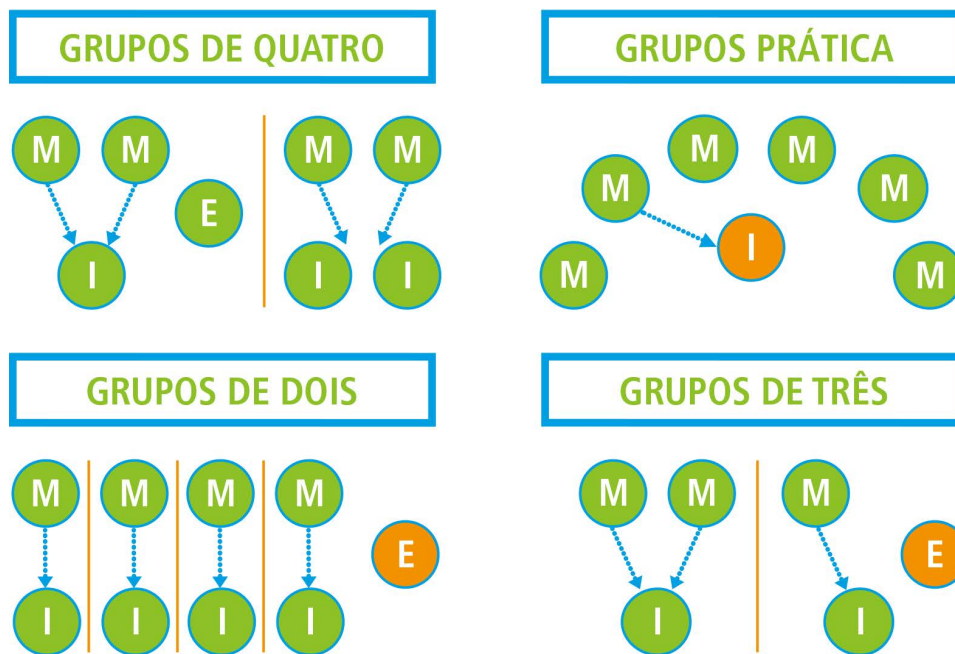 GRUPOS DE QUATRO
M M M M
E
I I I
GRUPOS PRÁTICA
M M
M M
I
M M
GRUPOS DE DOIS
M M M M
E
I I I I
GRUPOS DE TRÊS
M M M
E
I I